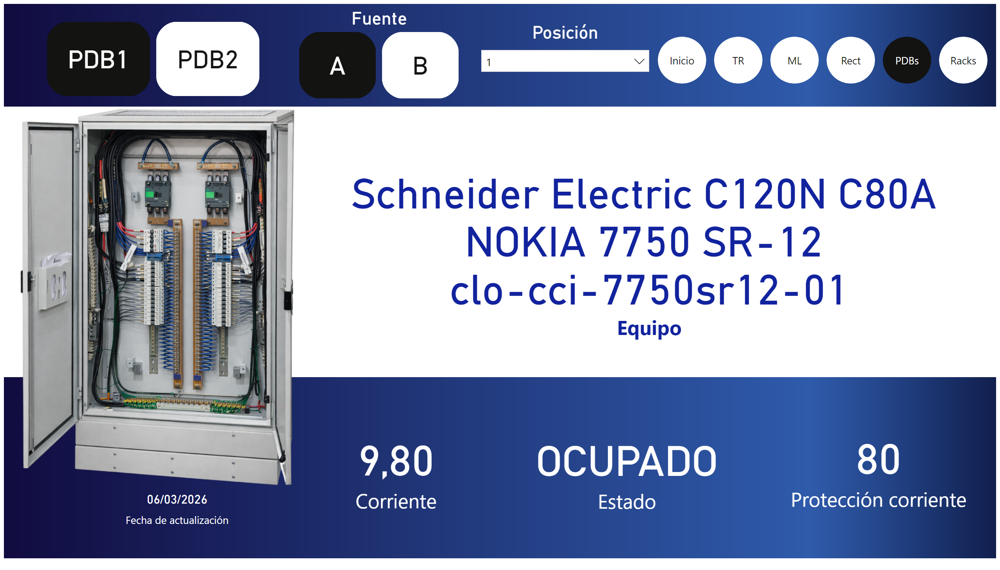 PDB1
PDB2
Fuente
A
B
Posición
1
Inicio
TR
ML
Rect
PDBs
Racks
Schneider Electric C120N C80A
NOKIA 7750 SR-12
clo-cci-7750sr12-01
Equipo
9,80
Corriente
OCUPADO
Estado
80
Protección corriente
06/03/2026
Fecha de actualización